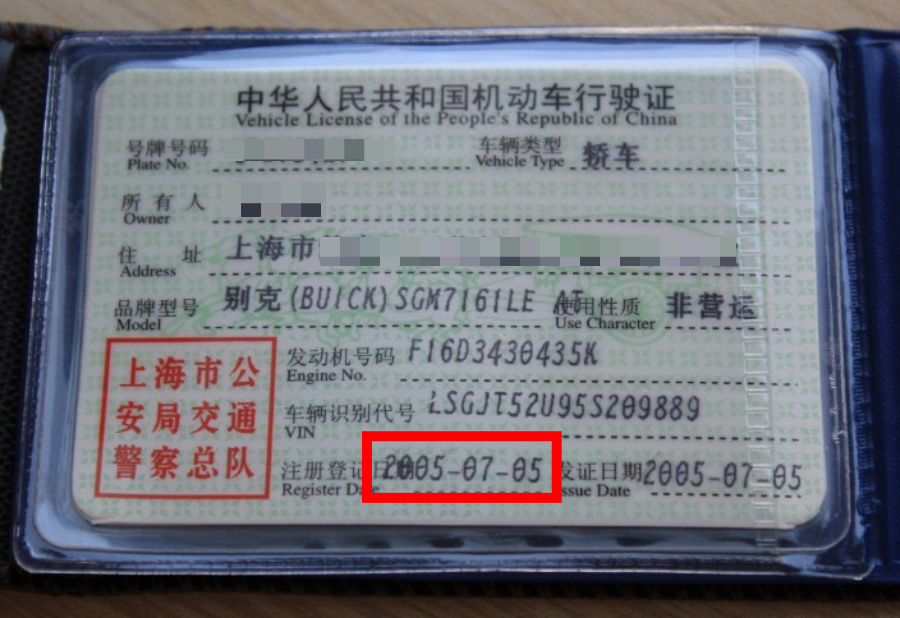 中华人民共和国机动车行驶证
Vehicle License of the People's Republic of China
号牌号码 车辆类型 轿车
Plate No. Vehicle Type
所有人
Owner
住址 上海市
Address
品牌型号 别克(BUICK)SGM7161LE AT 使用性质 非营运
Model Use Character
上海市公
安局交通
警察总队
发动机号码 F16D3430435K
Engine No.
车辆识别代号 LSGJT52U95S209889
VIN
注册登记日期 2005-07-05 发证日期 2005-07-05
Register Date Issue Date